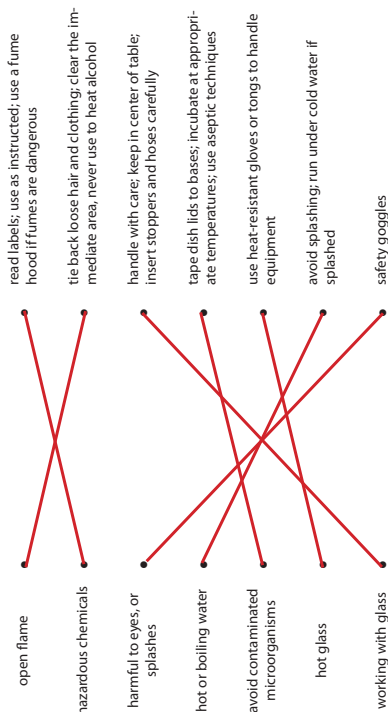 open flame
hazardous chemicals
harmful to eyes, or
splashes
hot or boiling water
avoid contaminated
microorganisms
hot glass
working with glass
read labels; use as instructed; use a fume
hood if fumes are dangerous
tie back loose hair and clothing; clear the im-
mediate area, never use to heat alcohol
handle with care; keep in center of table;
insert stoppers and hoses carefully
tape dish lids to bases; incubate at appropri-
ate temperatures; use aseptic techniques
use heat-resistant gloves or tongs to handle
equipment
avoid splashing; run under cold water if
splashed
safety goggles